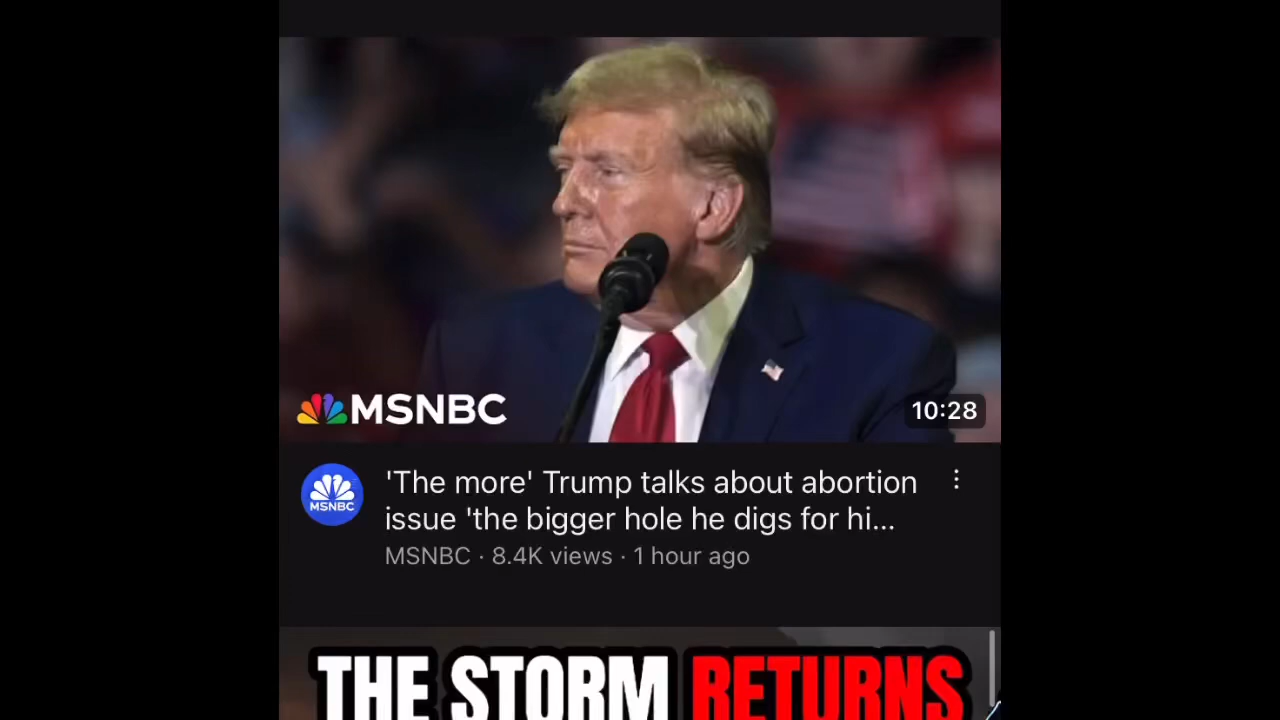 MSNBC
10:28
MSNBC
'The more' Trump talks about abortion
issue 'the bigger hole he digs for hi...
MSNBC · 8.4K views · 1 hour ago
THE STORM RETURNS